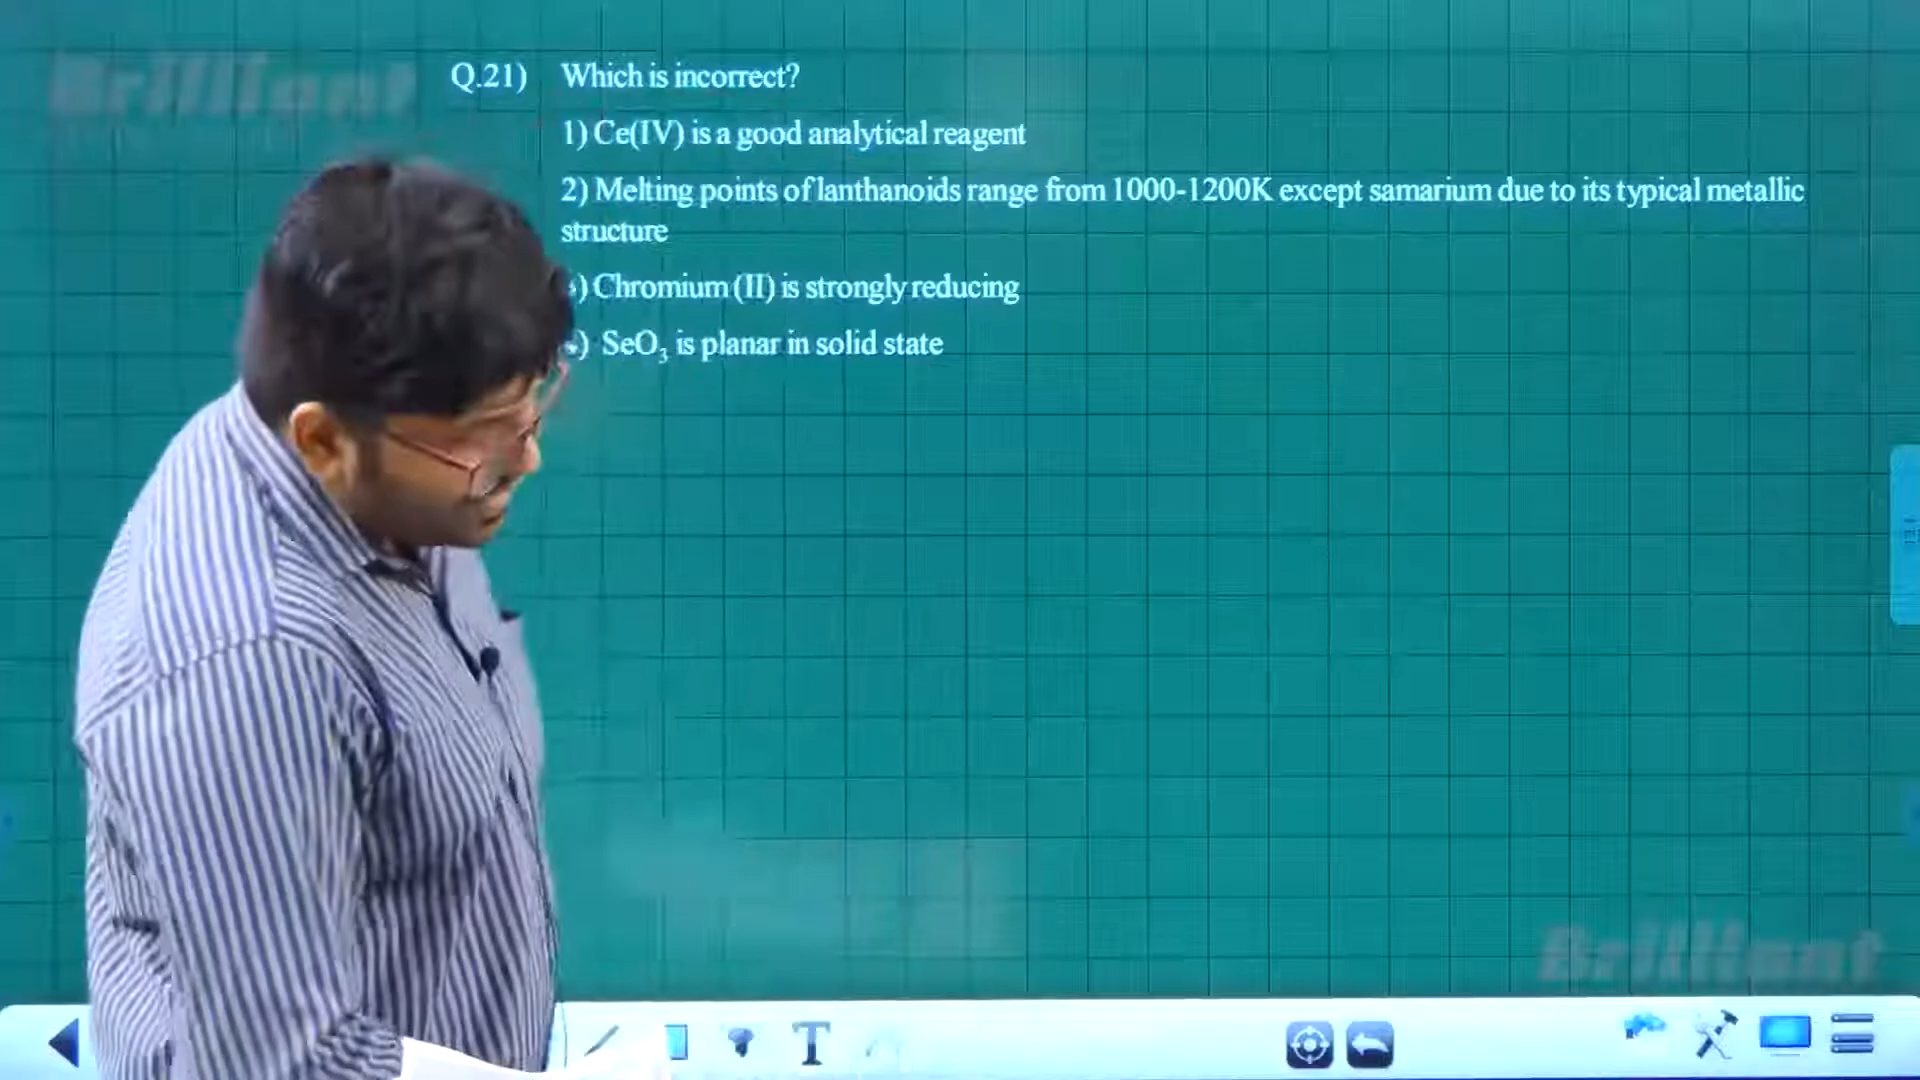 Brilliant
Q.21) Which is incorrect?
1) Ce(IV) is a good analytical reagent
2) Melting points of lanthanoids range from 1000-1200K except samarium due to its typical metallic
structure
) Chromium (II) is strongly reducing
) SeO₃ is planar in solid state
Brilliant
T